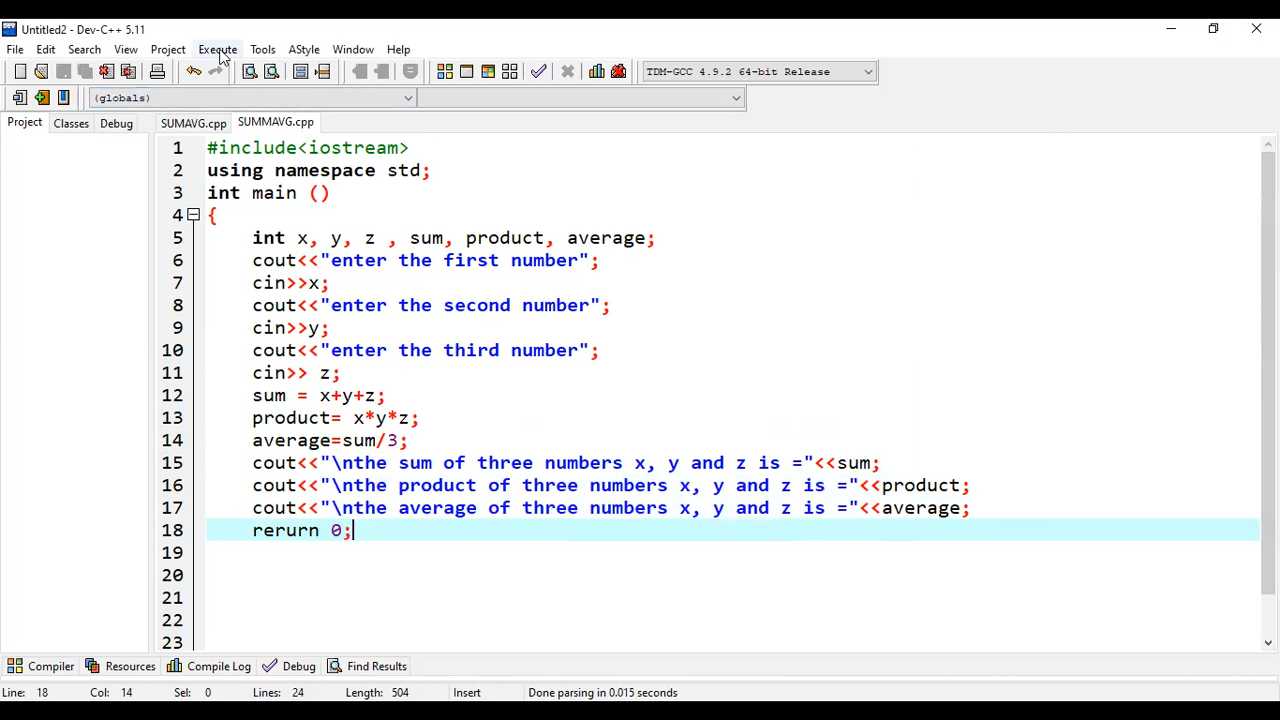 Untitled2 - Dev-C++ 5.11
File Edit Search View Project Execute Tools AStyle Window Help
TDM-GCC 4.9.2 64-bit Release
(globals)
Project Classes Debug SUMAVG.cpp SUMMAVG.cpp
1 #include<iostream>
2 using namespace std;
3 int main ()
4 {
5 int x, y, z , sum, product, average;
6 cout<<"enter the first number";
7 cin>>x;
8 cout<<"enter the second number";
9 cin>>y;
10 cout<<"enter the third number";
11 cin>> z;
12 sum = x+y+z;
13 product= x*y*z;
14 average=sum/3;
15 cout<<"\nthe sum of three numbers x, y and z is ="<<sum;
16 cout<<"\nthe product of three numbers x, y and z is ="<<product;
17 cout<<"\nthe average of three numbers x, y and z is ="<<average;
18 rerurn 0;
19
20
21
22
23
Compiler Resources Compile Log Debug Find Results
Line: 18 Col: 14 Sel: 0 Lines: 24 Length: 504 Insert Done parsing in 0.015 seconds